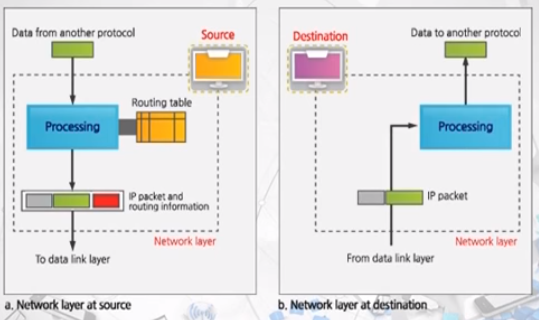 Data from another protocol
Source
Routing table
Processing
IP packet and
routing information
Network layer
To data link layer
a. Network layer at source
Destination
Data to another protocol
Processing
IP packet
Network layer
From data link layer
b. Network layer at destination